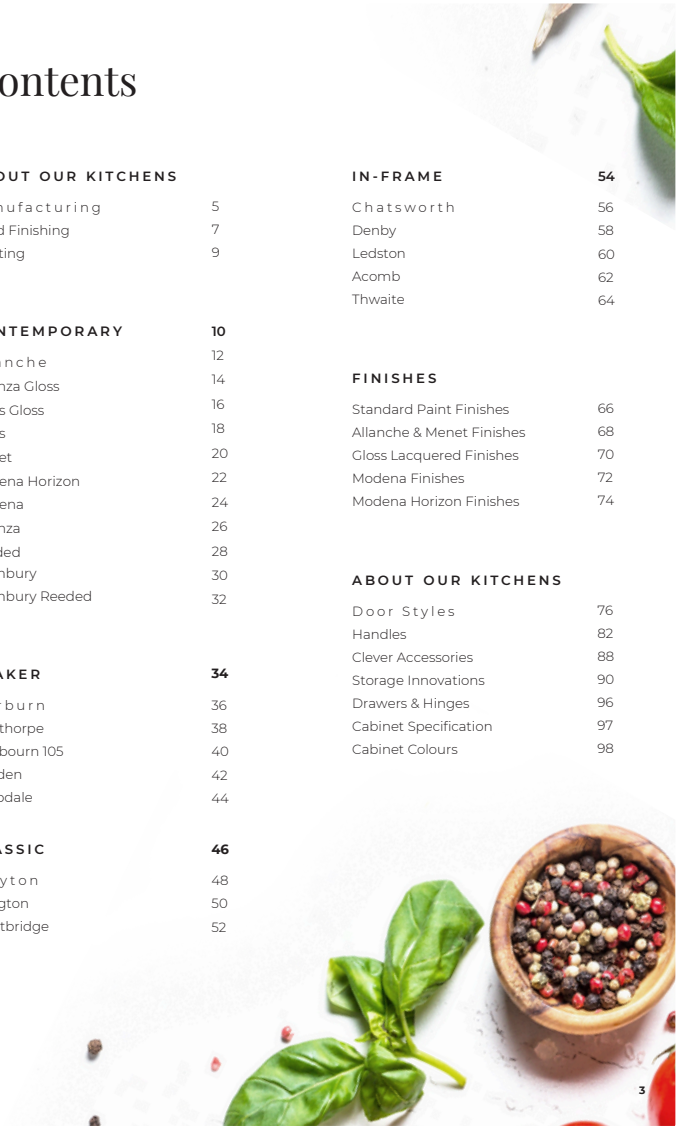 ontents
OUT OUR KITCHENS
nufacturing 5
d Finishing 7
ting 9
NTEMPORARY 10
anche 12
nza Gloss 14
s Gloss 16
s 18
et 20
ena Horizon 22
ena 24
nza 26
ded 28
nbury 30
nbury Reeded 32
AKER 34
rburn 36
thorpe 38
bourn 105 40
den 42
odale 44
ASSIC 46
yton 48
gton 50
tbridge 52
IN-FRAME 54
Chatsworth 56
Denby 58
Ledston 60
Acomb 62
Thwaite 64
FINISHES
Standard Paint Finishes 66
Allanche & Menet Finishes 68
Gloss Lacquered Finishes 70
Modena Finishes 72
Modena Horizon Finishes 74
ABOUT OUR KITCHENS
Door Styles 76
Handles 82
Clever Accessories 88
Storage Innovations 90
Drawers & Hinges 96
Cabinet Specification 97
Cabinet Colours 98
3